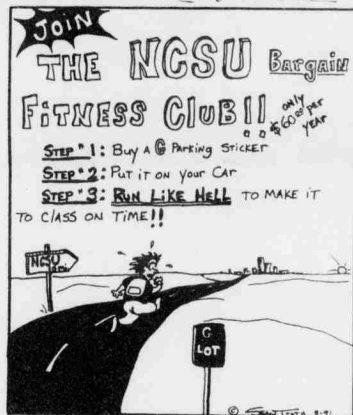 JOIN
THE NCSU Bargain
FITNESS CLUB!!
only
$60.00 per
YEAR
STEP #1: Buy A G Parking Sticker
STEP #2: Put it on your CAR
STEP #3: RUN LIKE HELL TO MAKE IT
TO CLASS ON TIME!!
NCSU
G
LOT
©